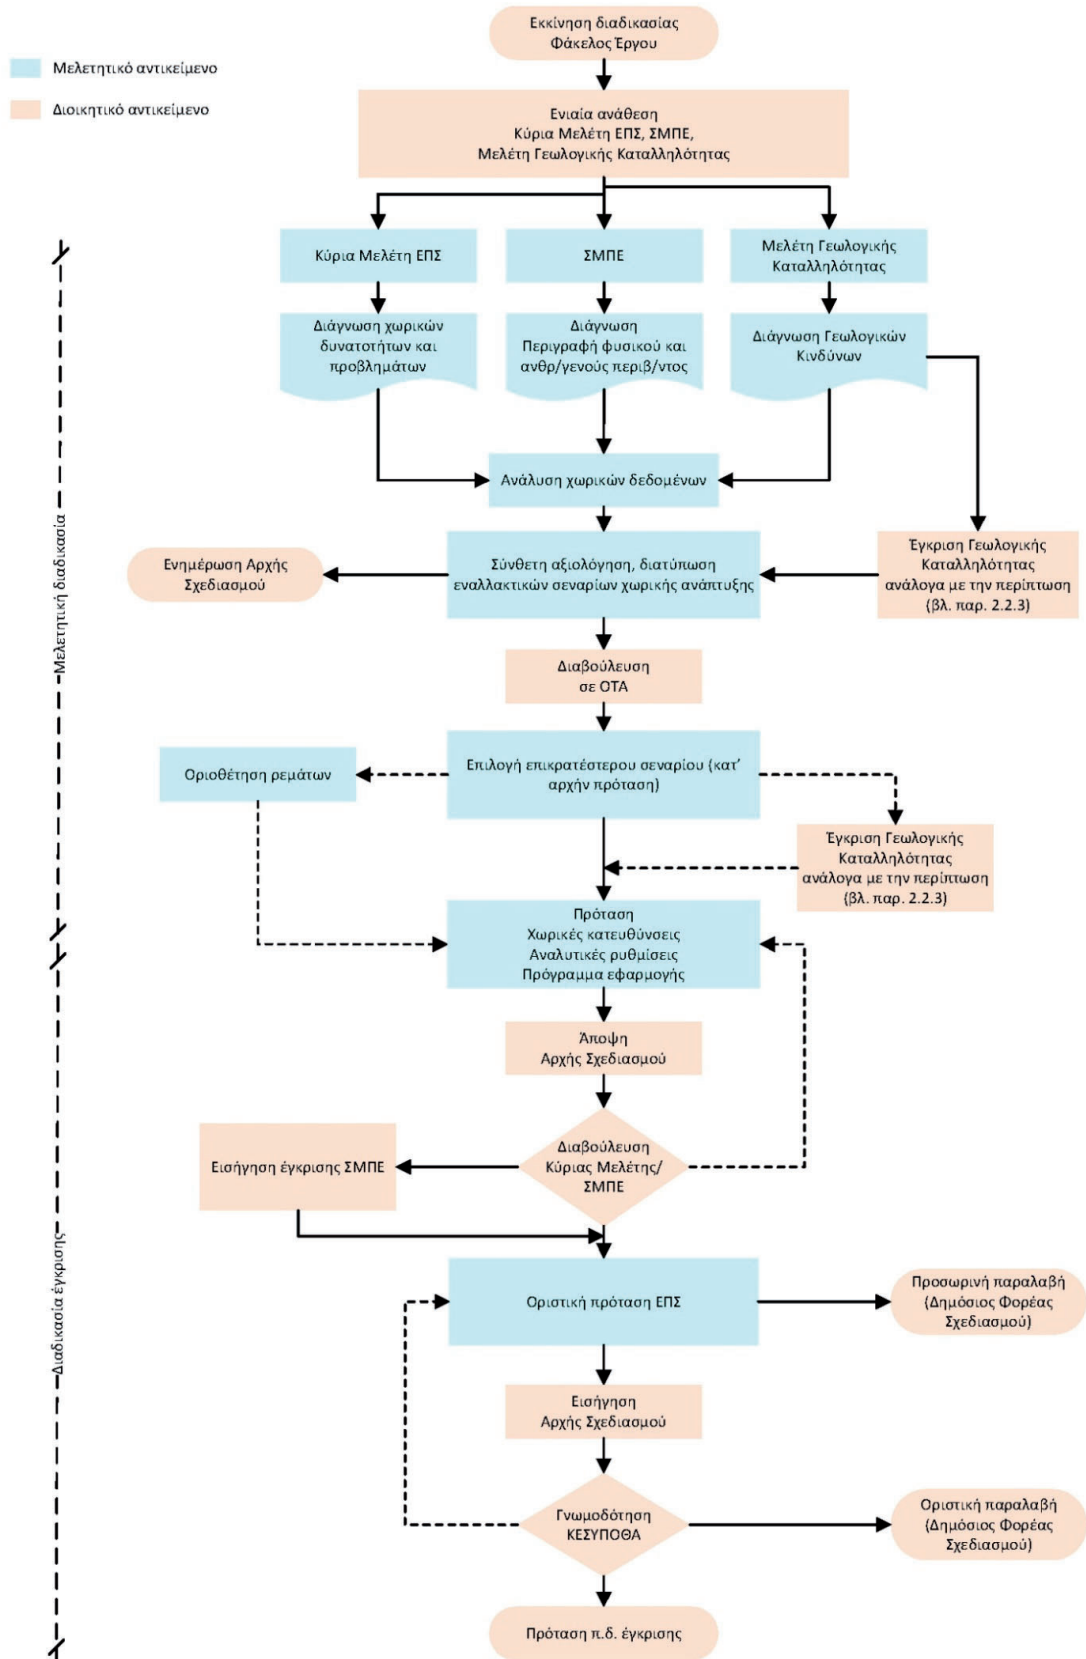 Εκκίνηση διαδικασίας
Φάκελος Έργου
Μελετητικό αντικείμενο
Διοικητικό αντικείμενο
Ενιαία ανάθεση
Κύρια Μελέτη ΕΠΣ, ΣΜΠΕ,
Μελέτη Γεωλογικής Καταλληλότητας
Κύρια Μελέτη ΕΠΣ
ΣΜΠΕ
Μελέτη Γεωλογικής
Καταλληλότητας
Διάγνωση χωρικών
δυνατοτήτων και
προβλημάτων
Διάγνωση
Περιγραφή φυσικού και
ανθρ/γενούς περιβ/ντος
Διάγνωση Γεωλογικών
Κινδύνων
Ανάλυση χωρικών δεδομένων
Μελετητική διαδικασία
Ενημέρωση Αρχής
Σχεδιασμού
Σύνθετη αξιολόγηση, διατύπωση
εναλλακτικών σεναρίων χωρικής ανάπτυξης
Έγκριση Γεωλογικής
Καταλληλότητας
ανάλογα με την περίπτωση
(βλ. παρ. 2.2.3)
Διαβούλευση
σε ΟΤΑ
Οριοθέτηση ρεμάτων
Επιλογή επικρατέστερου σεναρίου (κατ’
αρχήν πρόταση)
Έγκριση Γεωλογικής
Καταλληλότητας
ανάλογα με την περίπτωση
(βλ. παρ. 2.2.3)
Πρόταση
Χωρικές κατευθύνσεις
Αναλυτικές ρυθμίσεις
Πρόγραμμα εφαρμογής
Άποψη
Αρχής Σχεδιασμού
Διαδικασία έγκρισης
Εισήγηση έγκρισης ΣΜΠΕ
Διαβούλευση
Κύριας Μελέτης/
ΣΜΠΕ
Οριστική πρόταση ΕΠΣ
Προσωρινή παραλαβή
(Δημόσιος Φορέας
Σχεδιασμού)
Εισήγηση
Αρχής Σχεδιασμού
Γνωμοδότηση
ΚΕΣΥΠΟΘΑ
Οριστική παραλαβή
(Δημόσιος Φορέας
Σχεδιασμού)
Πρόταση π.δ. έγκρισης